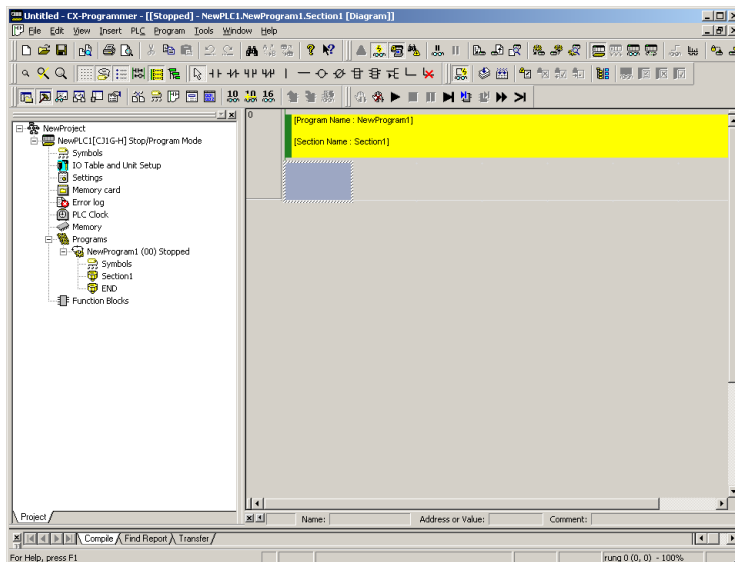 Untitled - CX-Programmer - [[Stopped] - NewPLC1.NewProgram1.Section1 [Diagram]]
File Edit View Insert PLC Program Tools Window Help
10 16
0
[Program Name : NewProgram1]
[Section Name : Section1]
NewProject
NewPLC1[CJ1G-H] Stop/Program Mode
Symbols
IO Table and Unit Setup
Settings
Memory card
Error log
PLC Clock
Memory
Programs
NewProgram1 (00) Stopped
Symbols
Section1
END
Function Blocks
Project
Name: Address or Value: Comment:
Compile Find Report Transfer
For Help, press F1
rung 0 (0, 0) - 100%